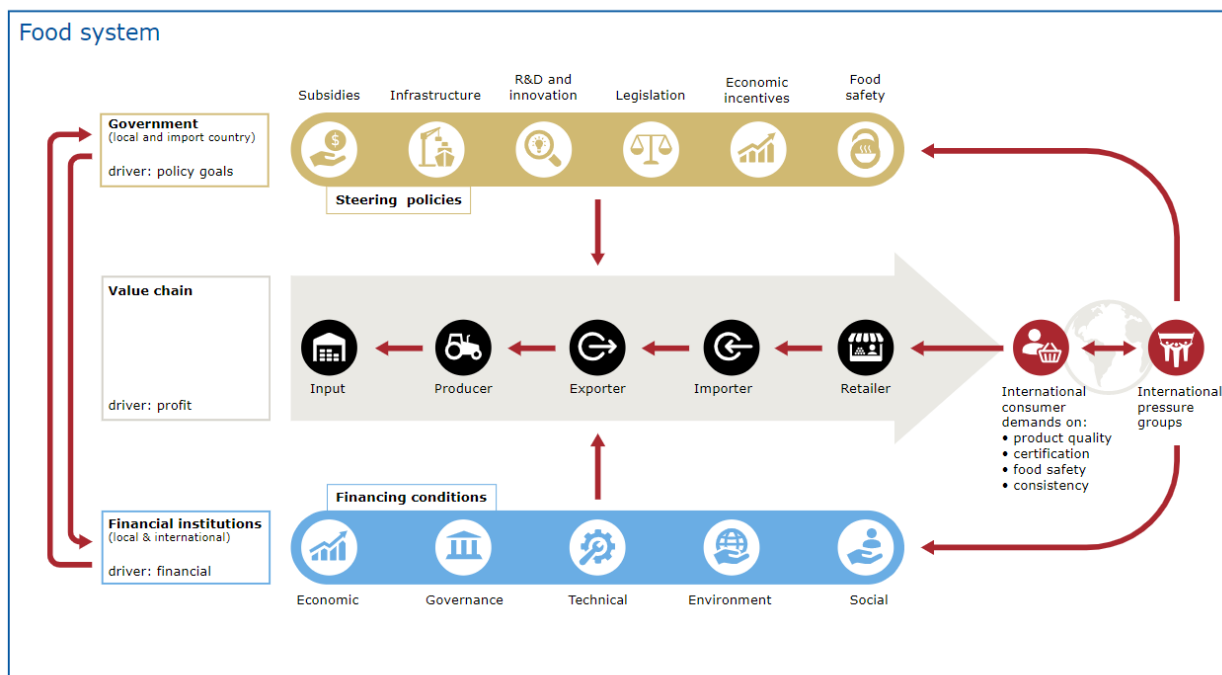 Food system
Subsidies
Infrastructure
R&D and
innovation
Legislation
Economic
incentives
Food
safety
Government
(local and import country)
driver: policy goals
$
Steering policies
Value chain
driver: profit
Input
Producer
Exporter
Importer
Retailer
International
consumer
demands on:
• product quality
• certification
• food safety
• consistency
International
pressure
groups
Financing conditions
Financial institutions
(local & international)
driver: financial
Economic
Governance
Technical
Environment
Social